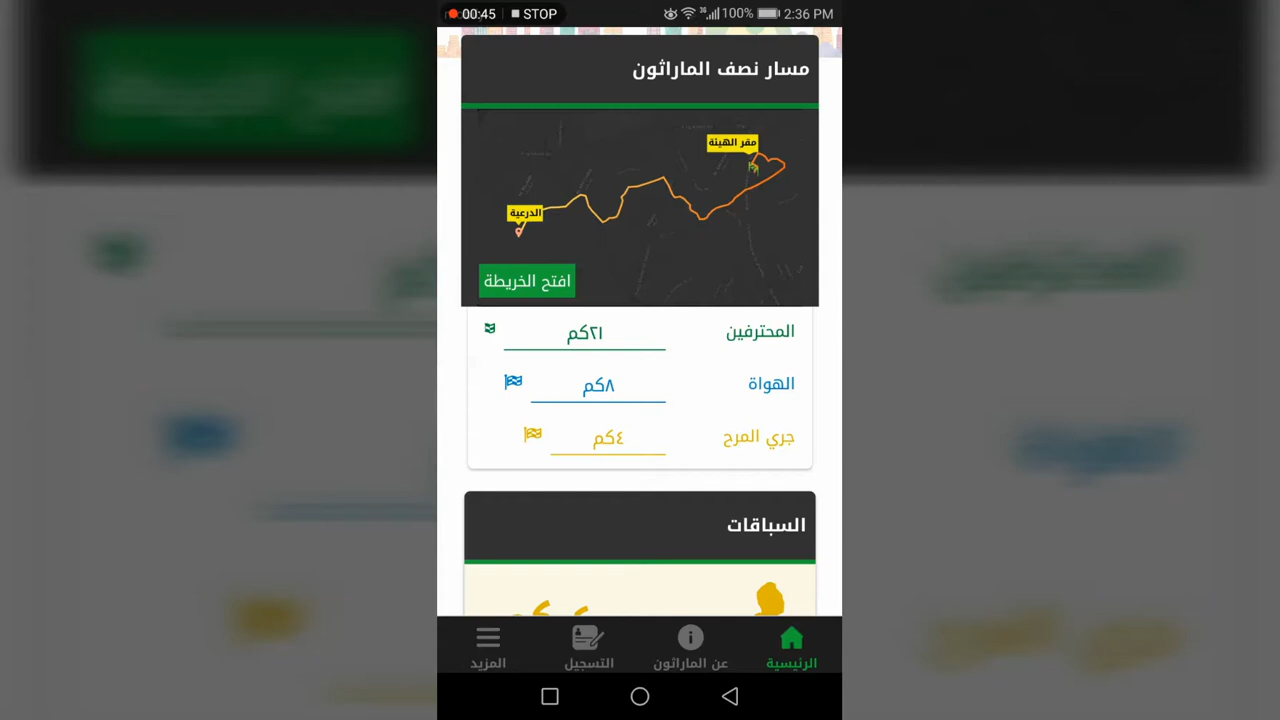 00:45 STOP 3G 100% 2:36 PM
مسار نصف الماراثون
مقر الهيئة
الدرعية
افتح الخريطة
المحترفين ٢١كم
الهواة ٨كم
جري المرح ٤كم
السباقات
الرئيسية عن الماراثون التسجيل المزيد